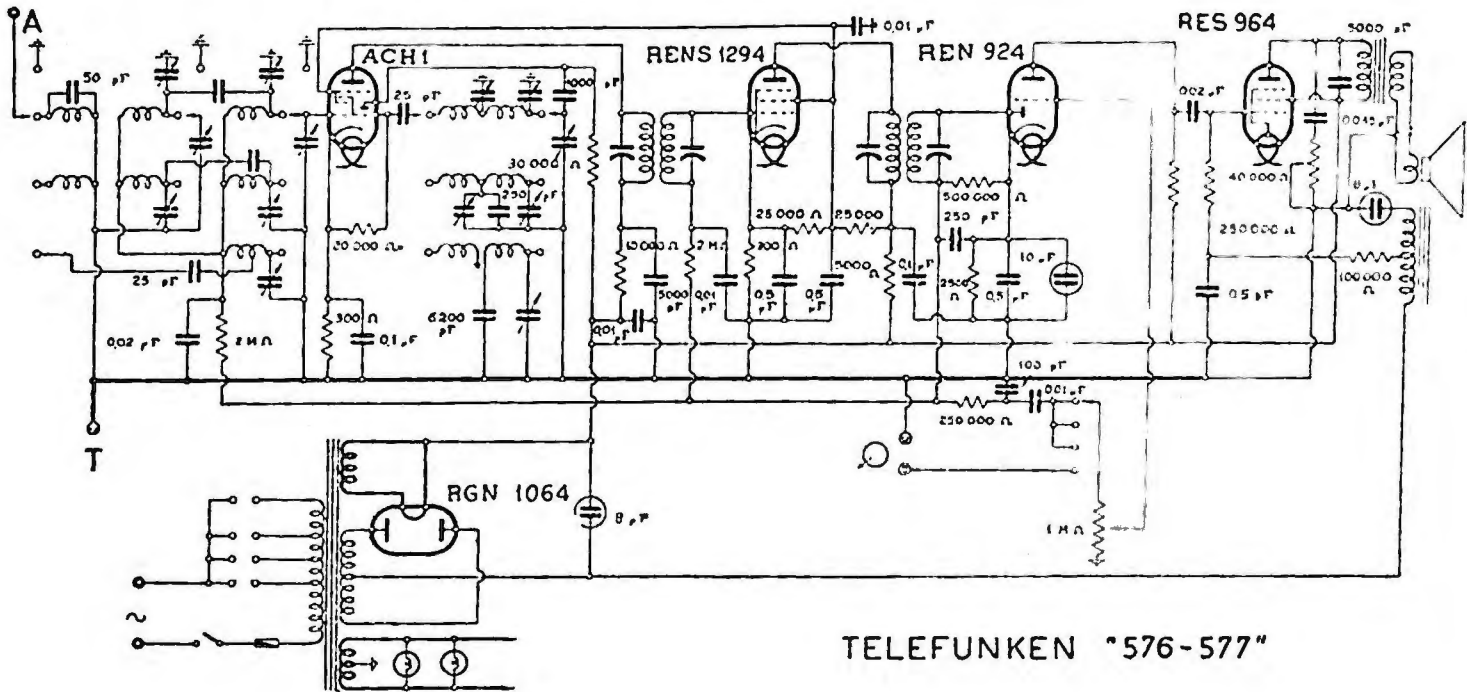 A
50 pF
ACH1
25 pF
RENS 1294
0,01 µF
REN 924
RES 964
5000 pF
0,02 µF
30.000 Ω
250 pF
20.000 Ω
25 pF
0,02 µF
2 MΩ
300 Ω
0,1 µF
6200 pF
10.000 Ω
5000 pF
0,01 µF
2 MΩ
0,01
25.000 Ω
25.000
200 Ω
0,5 µF
0,5 µF
5000 Ω
0,1 µF
500.000 Ω
250 pF
2500 Ω
0,5 µF
10 µF
40.000 Ω
250.000 Ω
100.000 Ω
0,5 µF
100 pF
0,01 µF
250.000 Ω
1 MΩ
T
RGN 1064
8 µF
~
TELEFUNKEN "576-577"